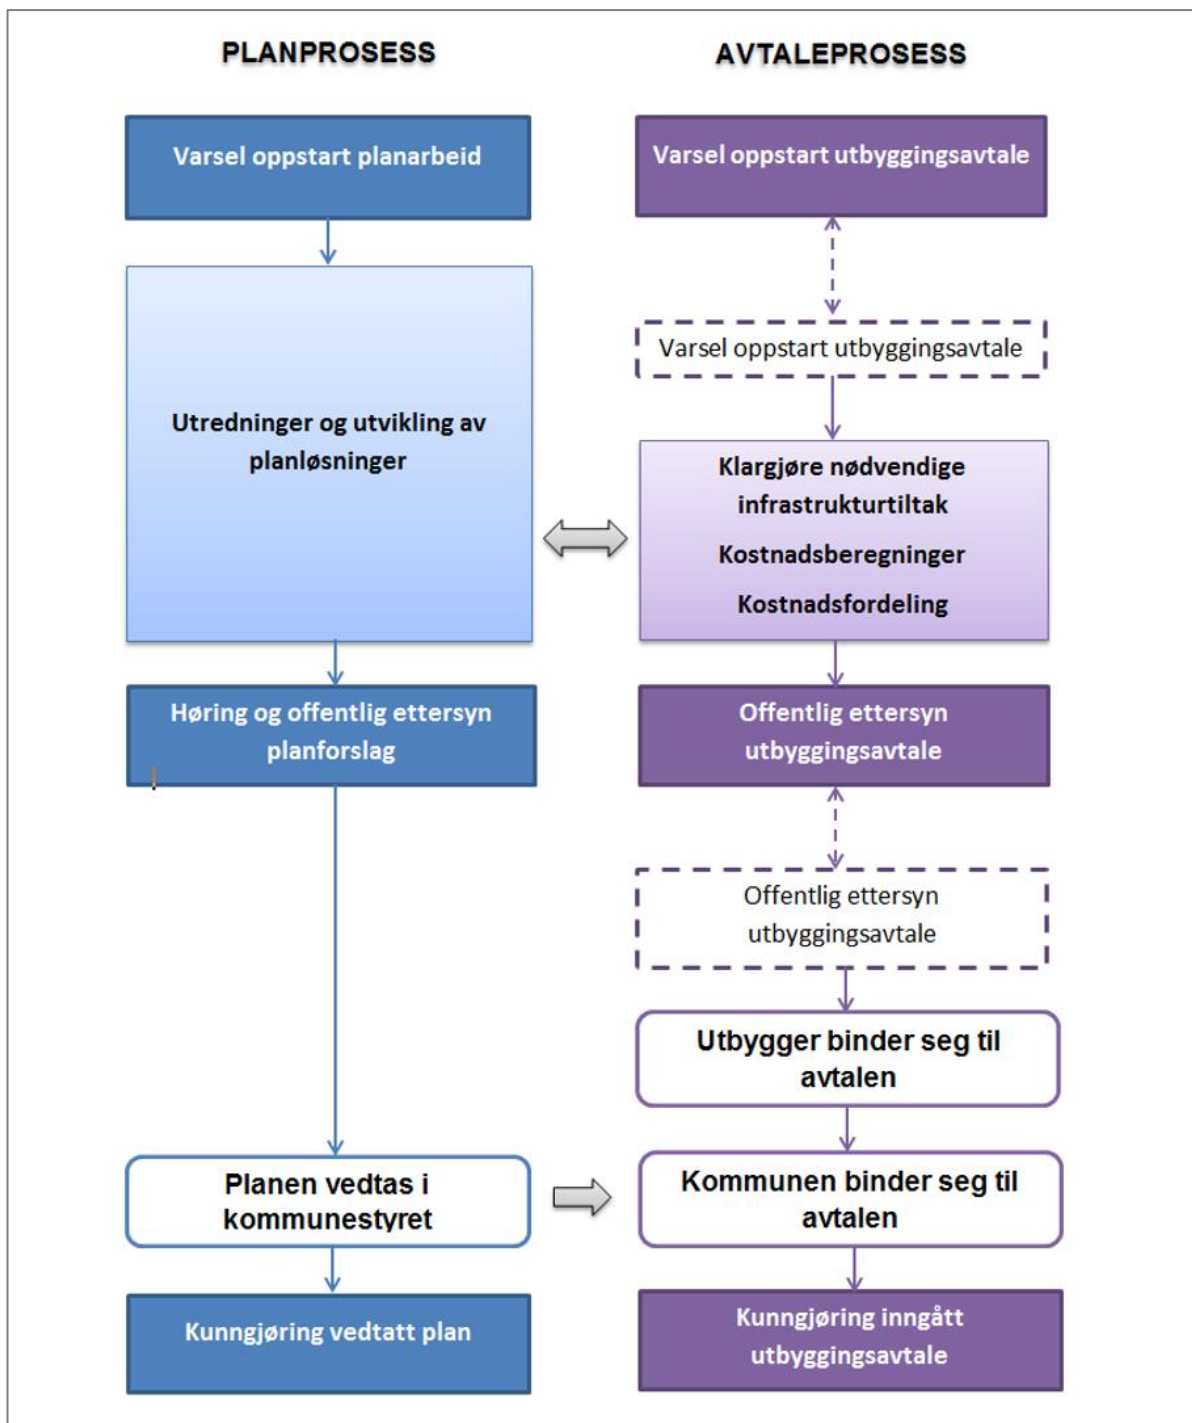 PLANPROSESS
AVTALEPROSESS
Varsel oppstart planarbeid
Varsel oppstart utbyggingsavtale
Varsel oppstart utbyggingsavtale
Utredninger og utvikling av
planløsninger
Klargjøre nødvendige
infrastrukturtiltak
Kostnadsberegninger
Kostnadsfordeling
Høring og offentlig ettersyn
planforslag
Offentlig ettersyn
utbyggingsavtale
Offentlig ettersyn
utbyggingsavtale
Utbygger binder seg til
avtalen
Planen vedtas i
kommunestyret
Kommunen binder seg til
avtalen
Kunngjøring vedtatt plan
Kunngjøring inngått
utbyggingsavtale